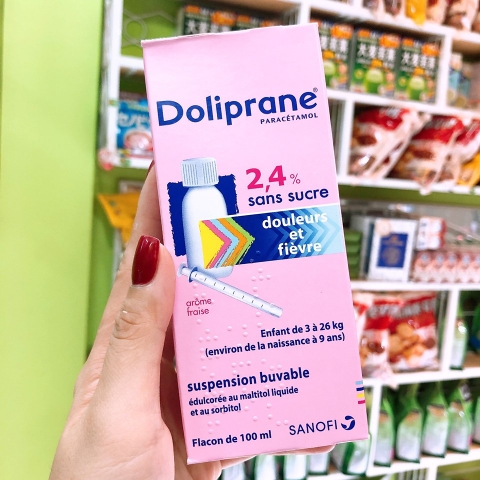 Doliprane®
PARACÉTAMOL
2,4 %
sans sucre
douleurs
et
fièvre
arôme
fraise
Enfant de 3 à 26 kg
(environ de la naissance à 9 ans)
suspension buvable
édulcorée au maltitol liquide
et au sorbitol
Flacon de 100 ml
SANOFI